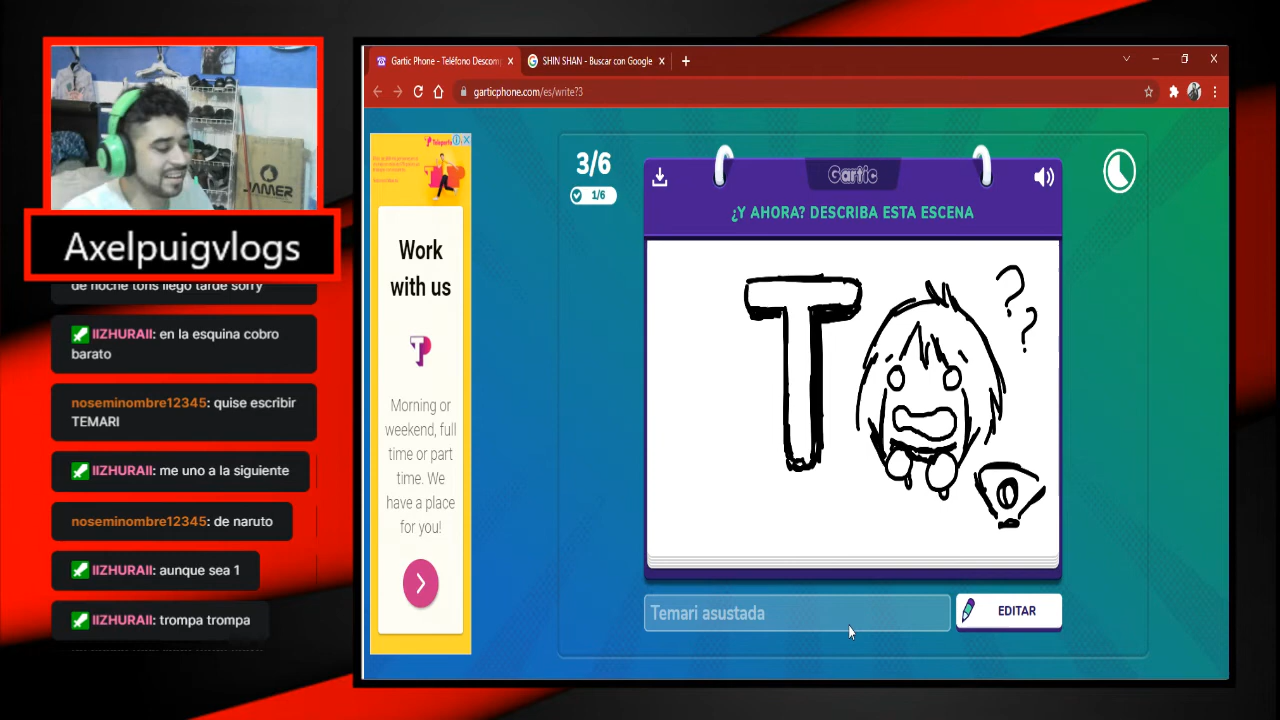 Gartic Phone - Teléfono Descom
SHIN SHAN - Buscar con Google
garticphone.com/es/write?3
JAMER
Axelpuigvlogs
de noche tons llego tarde sorry
IIZHURAII: en la esquina cobro
barato
noseminombre12345: quise escribir
TEMARI
IIZHURAII: me uno a la siguiente
noseminombre12345: de naruto
IIZHURAII: aunque sea 1
IIZHURAII: trompa trompa
Work
with us
TP
Morning or
weekend, full
time or part
time. We
have a place
for you!
3/6
1/6
Gartic
¿Y AHORA? DESCRIBA ESTA ESCENA
T
? ?
Temari asustada
EDITAR